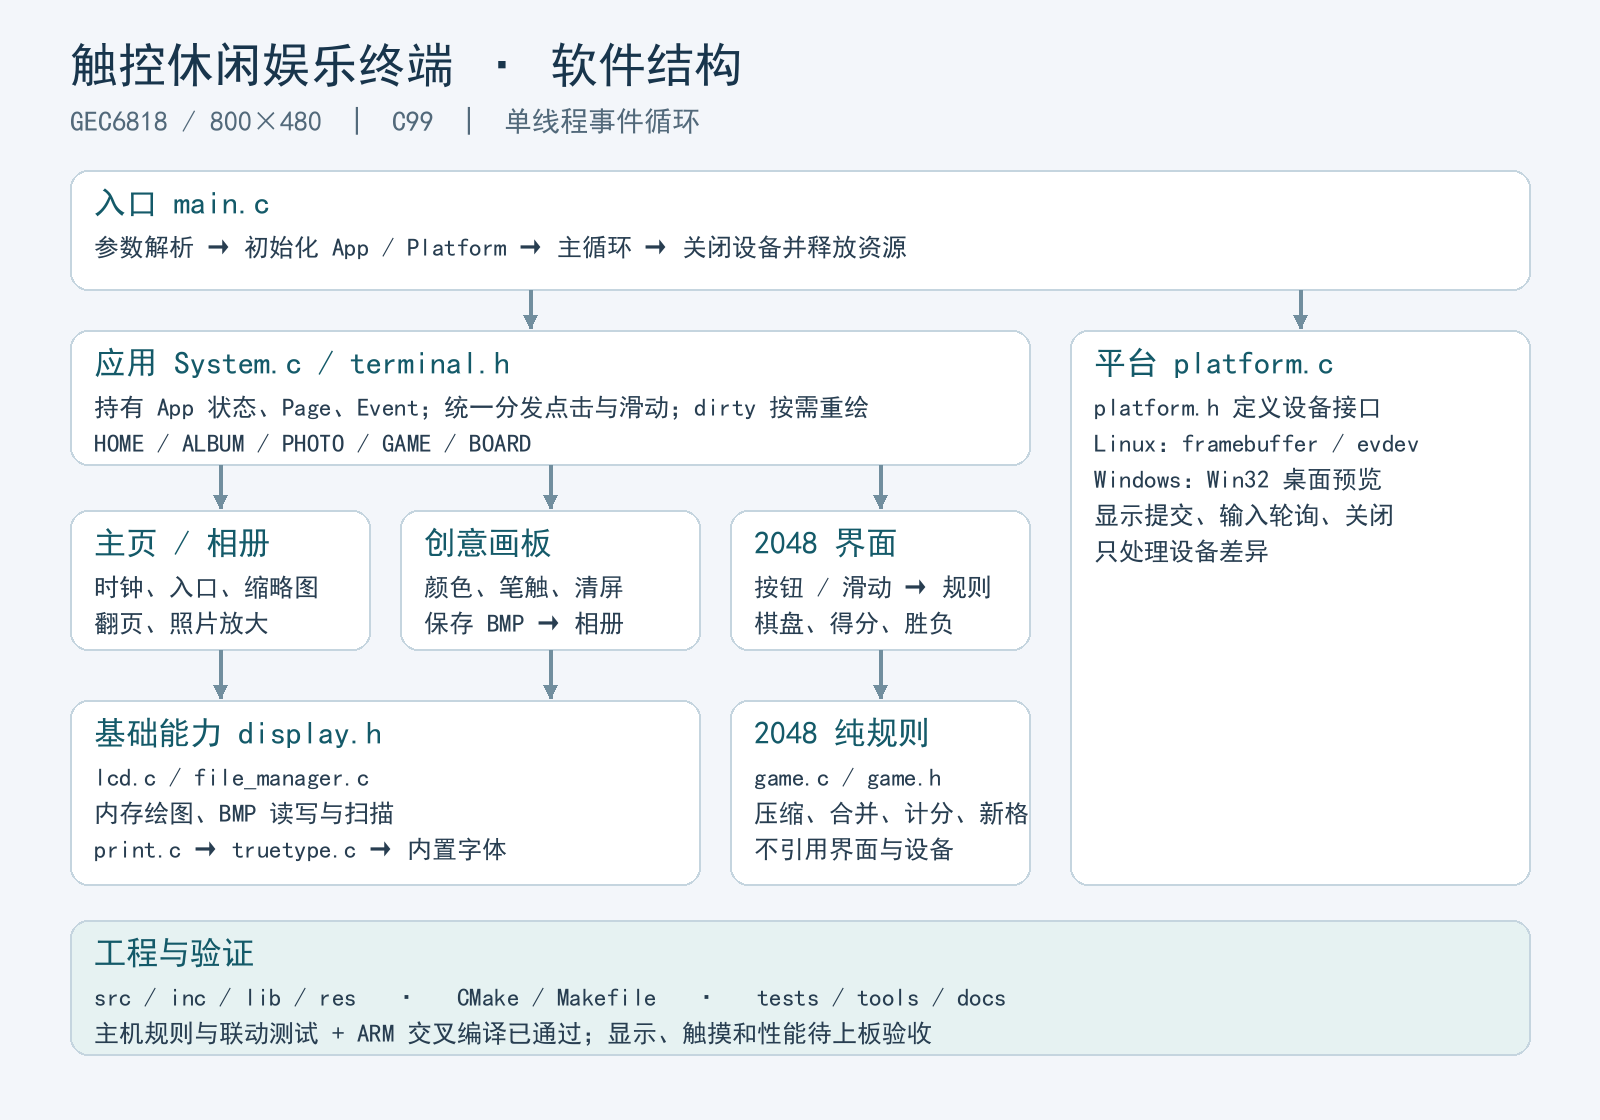 触控休闲娱乐终端 · 软件结构
GEC6818 / 800×480 | C99 | 单线程事件循环
入口 main.c
参数解析 → 初始化 App / Platform → 主循环 → 关闭设备并释放资源
应用 System.c / terminal.h
持有 App 状态、Page、Event；统一分发点击与滑动；dirty 按需重绘
HOME / ALBUM / PHOTO / GAME / BOARD
平台 platform.c
platform.h 定义设备接口
Linux: framebuffer / evdev
Windows: Win32 桌面预览
显示提交、输入轮询、关闭
只处理设备差异
主页 / 相册
时钟、入口、缩略图
翻页、照片放大
创意画板
颜色、笔触、清屏
保存 BMP → 相册
2048 界面
按钮 / 滑动 → 规则
棋盘、得分、胜负
基础能力 display.h
lcd.c / file_manager.c
内存绘图、BMP 读写与扫描
print.c → truetype.c → 内置字体
2048 纯规则
game.c / game.h
压缩、合并、计分、新格
不引用界面与设备
工程与验证
src / inc / lib / res · CMake / Makefile · tests / tools / docs
主机规则与联动测试 + ARM 交叉编译已通过；显示、触摸和性能待上板验收